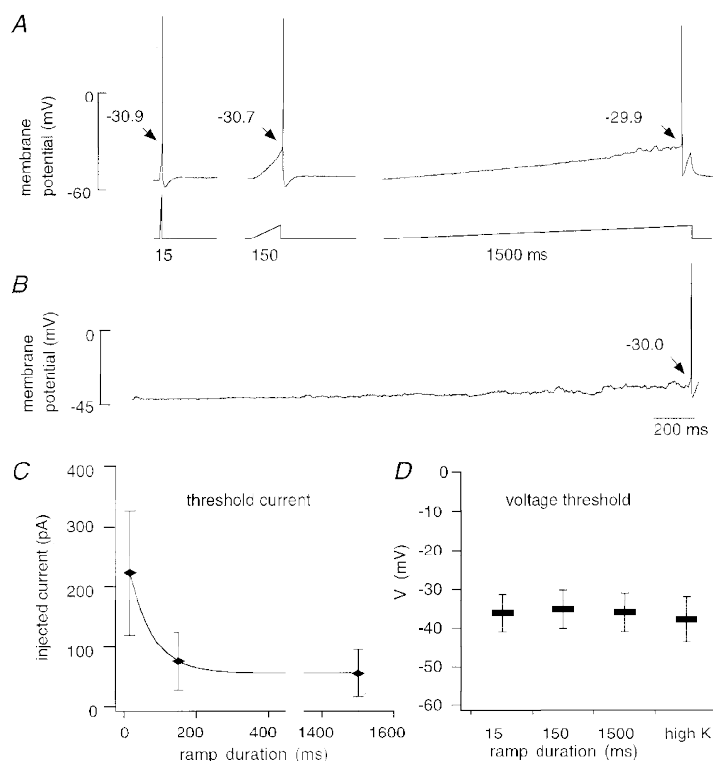 A
membrane
potential (mV)
0
-60
-30.9
-30.7
-29.9
15
150
1500 ms
B
membrane
potential (mV)
0
-45
-30.0
200 ms
C
threshold current
injected current (pA)
400
300
200
100
0
0
200
400
1400
1600
ramp duration (ms)
D
voltage threshold
V (mV)
0
-10
-20
-30
-40
-50
-60
15
150
1500
high K
ramp duration (ms)